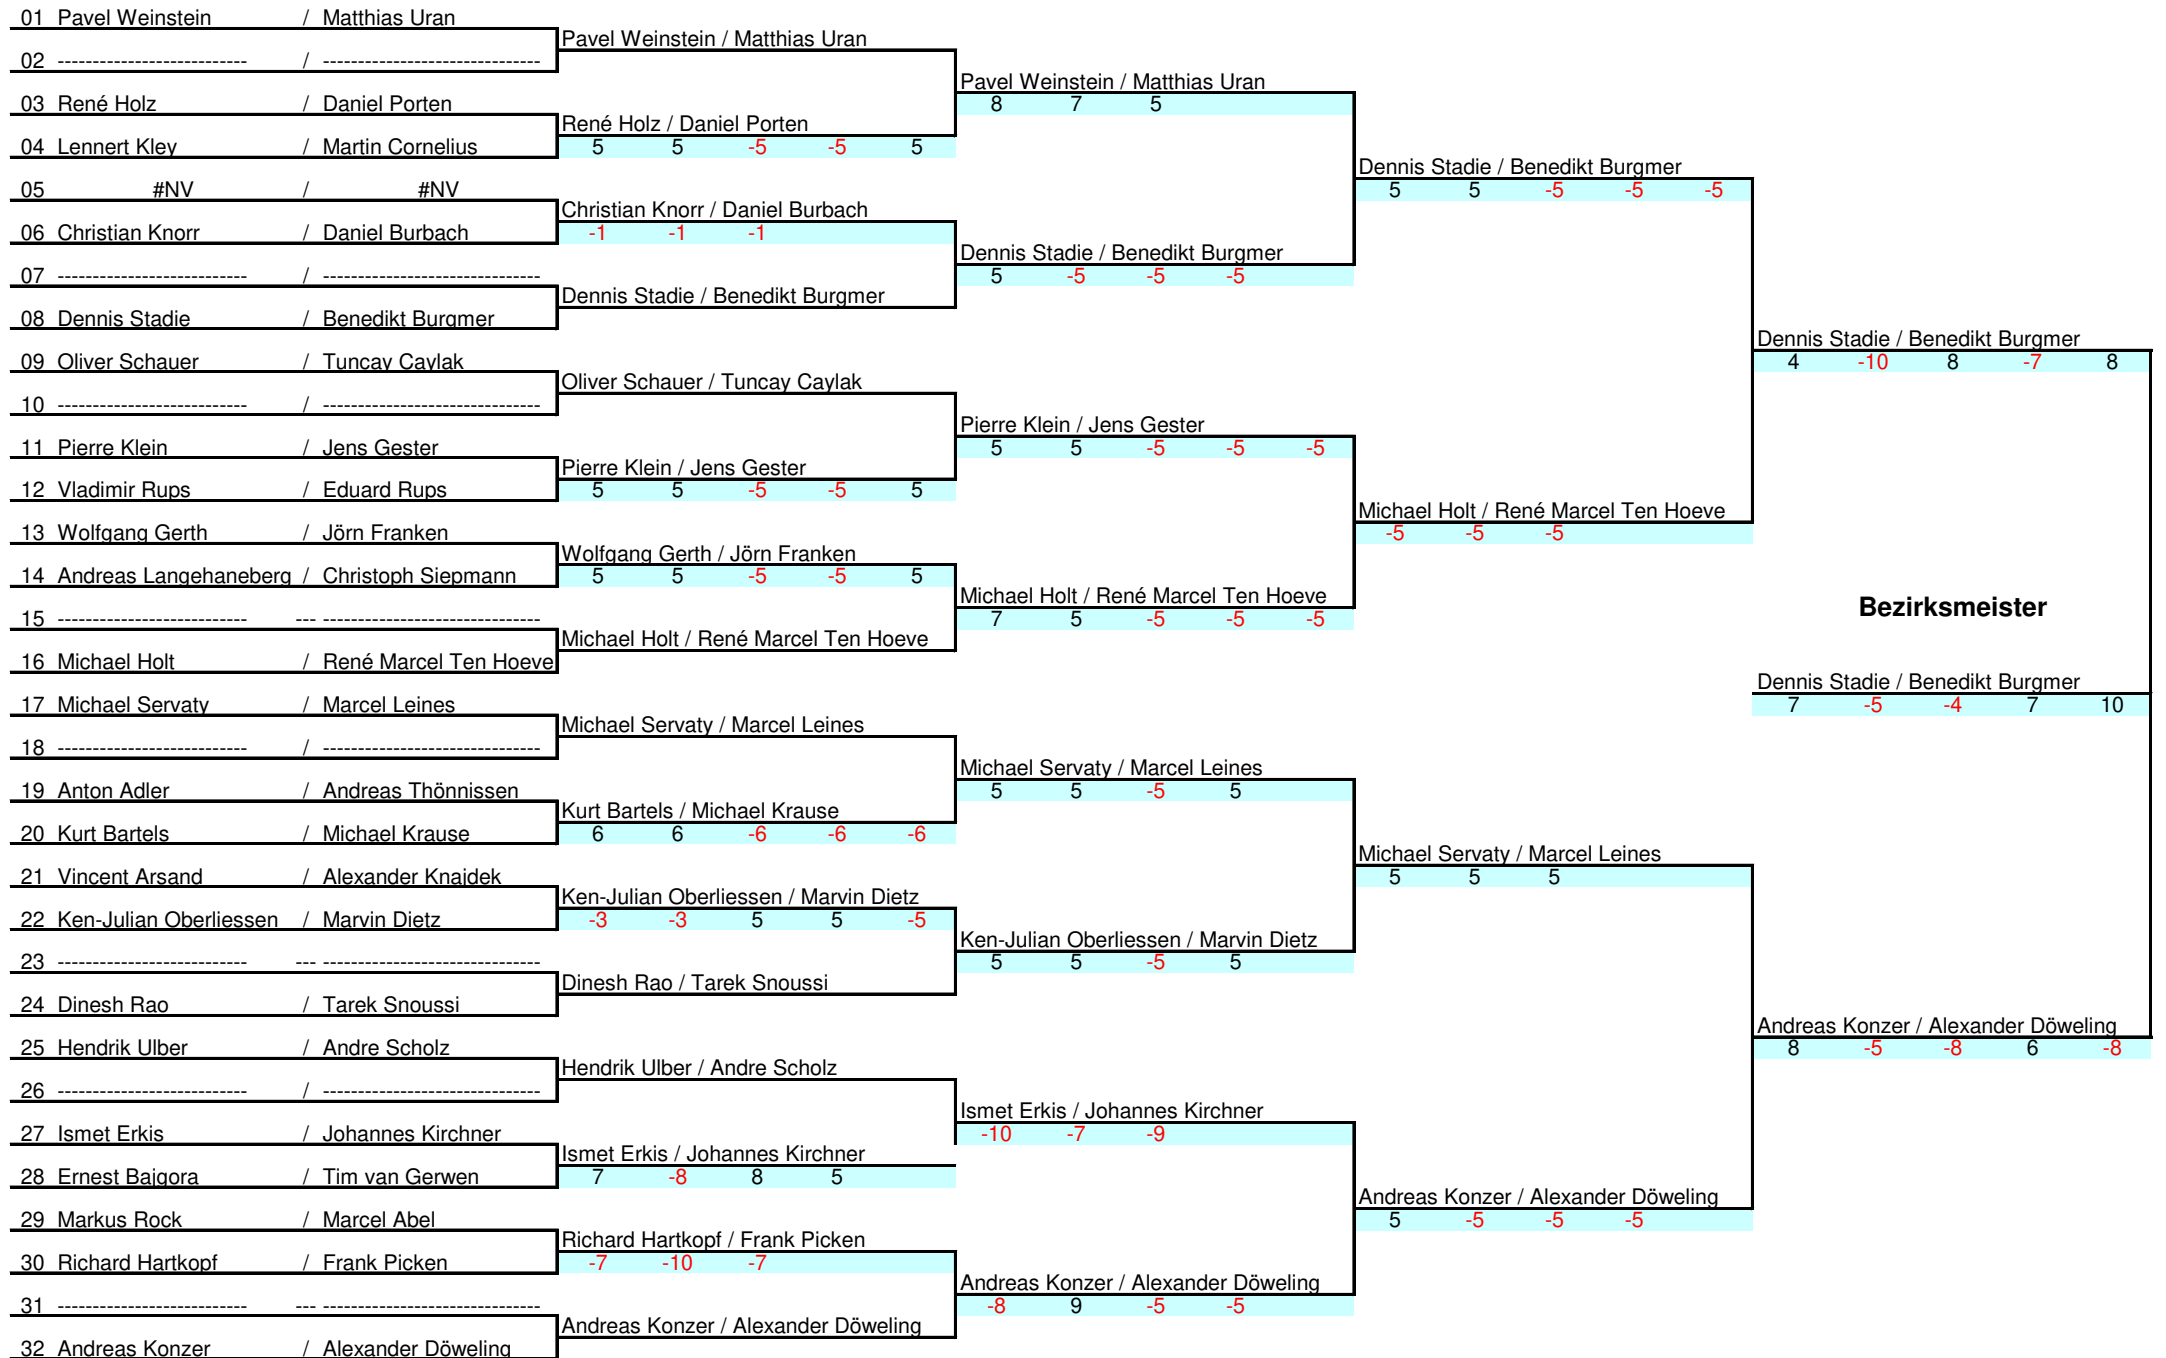 01 Pavel Weinstein / Matthias Uran
Pavel Weinstein / Matthias Uran
02 --------------------------- / -------------------------------
Pavel Weinstein / Matthias Uran
8 7 5
03 René Holz / Daniel Porten
René Holz / Daniel Porten
5 5 -5 -5 5
04 Lennert Kley / Martin Cornelius
Dennis Stadie / Benedikt Burgmer
5 5 -5 -5 -5
05 #NV / #NV
Christian Knorr / Daniel Burbach
-1 -1 -1
06 Christian Knorr / Daniel Burbach
Dennis Stadie / Benedikt Burgmer
5 -5 -5 -5
07 --------------------------- / -------------------------------
Dennis Stadie / Benedikt Burgmer
08 Dennis Stadie / Benedikt Burgmer
Dennis Stadie / Benedikt Burgmer
4 -10 8 -7 8
09 Oliver Schauer / Tuncay Caylak
Oliver Schauer / Tuncay Caylak
10 --------------------------- / -------------------------------
Pierre Klein / Jens Gester
5 5 -5 -5 -5
11 Pierre Klein / Jens Gester
Pierre Klein / Jens Gester
5 5 -5 -5 5
12 Vladimir Rups / Eduard Rups
Michael Holt / René Marcel Ten Hoeve
-5 -5 -5
13 Wolfgang Gerth / Jörn Franken
Wolfgang Gerth / Jörn Franken
5 5 -5 -5 5
14 Andreas Langehaneberg / Christoph Siepmann
Michael Holt / René Marcel Ten Hoeve
7 5 -5 -5 -5
Bezirksmeister
15 --------------------------- --- -------------------------------
Michael Holt / René Marcel Ten Hoeve
16 Michael Holt / René Marcel Ten Hoeve
Dennis Stadie / Benedikt Burgmer
7 -5 -4 7 10
17 Michael Servaty / Marcel Leines
Michael Servaty / Marcel Leines
18 --------------------------- / -------------------------------
Michael Servaty / Marcel Leines
5 5 -5 5
19 Anton Adler / Andreas Thönnissen
Kurt Bartels / Michael Krause
6 6 -6 -6 -6
20 Kurt Bartels / Michael Krause
Michael Servaty / Marcel Leines
5 5 5
21 Vincent Arsand / Alexander Knajdek
Ken-Julian Oberliessen / Marvin Dietz
-3 -3 5 5 -5
22 Ken-Julian Oberliessen / Marvin Dietz
Ken-Julian Oberliessen / Marvin Dietz
5 5 -5 5
23 --------------------------- --- -------------------------------
Dinesh Rao / Tarek Snoussi
24 Dinesh Rao / Tarek Snoussi
Andreas Konzer / Alexander Döweling
8 -5 -8 6 -8
25 Hendrik Ulber / Andre Scholz
Hendrik Ulber / Andre Scholz
26 --------------------------- / -------------------------------
Ismet Erkis / Johannes Kirchner
-10 -7 -9
27 Ismet Erkis / Johannes Kirchner
Ismet Erkis / Johannes Kirchner
7 -8 8 5
28 Ernest Bajgora / Tim van Gerwen
Andreas Konzer / Alexander Döweling
5 -5 -5 -5
29 Markus Rock / Marcel Abel
Richard Hartkopf / Frank Picken
-7 -10 -7
30 Richard Hartkopf / Frank Picken
Andreas Konzer / Alexander Döweling
-8 9 -5 -5
31 --------------------------- --- -------------------------------
Andreas Konzer / Alexander Döweling
32 Andreas Konzer / Alexander Döweling